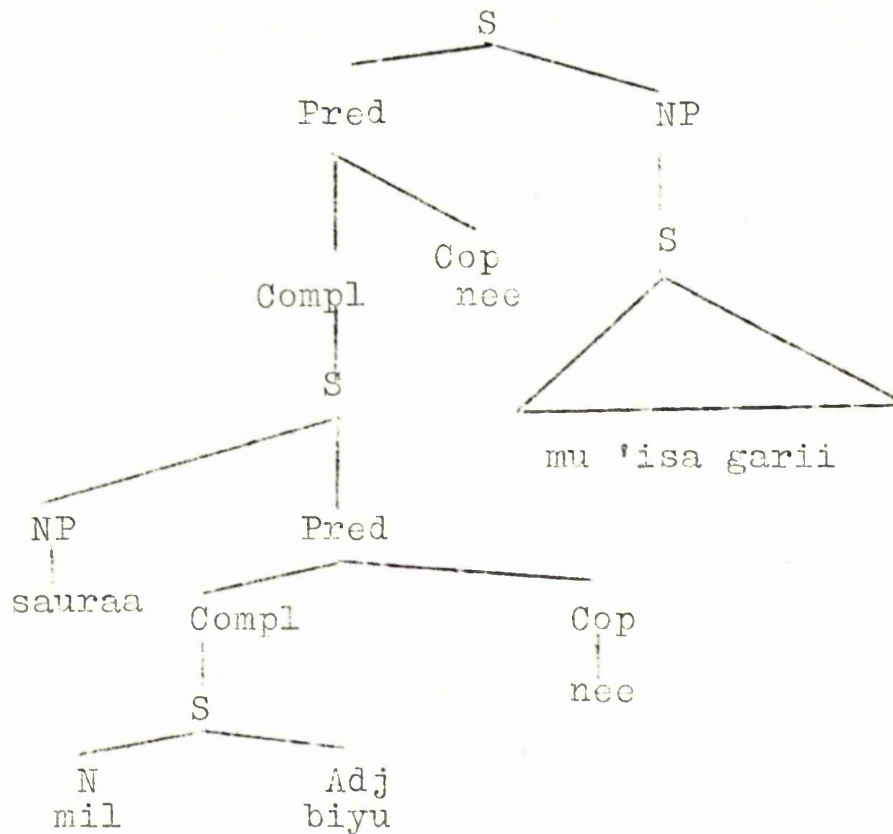 S
Pred NP
Cop S
Compl nee
S
mu 'isa garii
NP Pred
sauraa Compl Cop
nee
S
N Adj
mil biyu